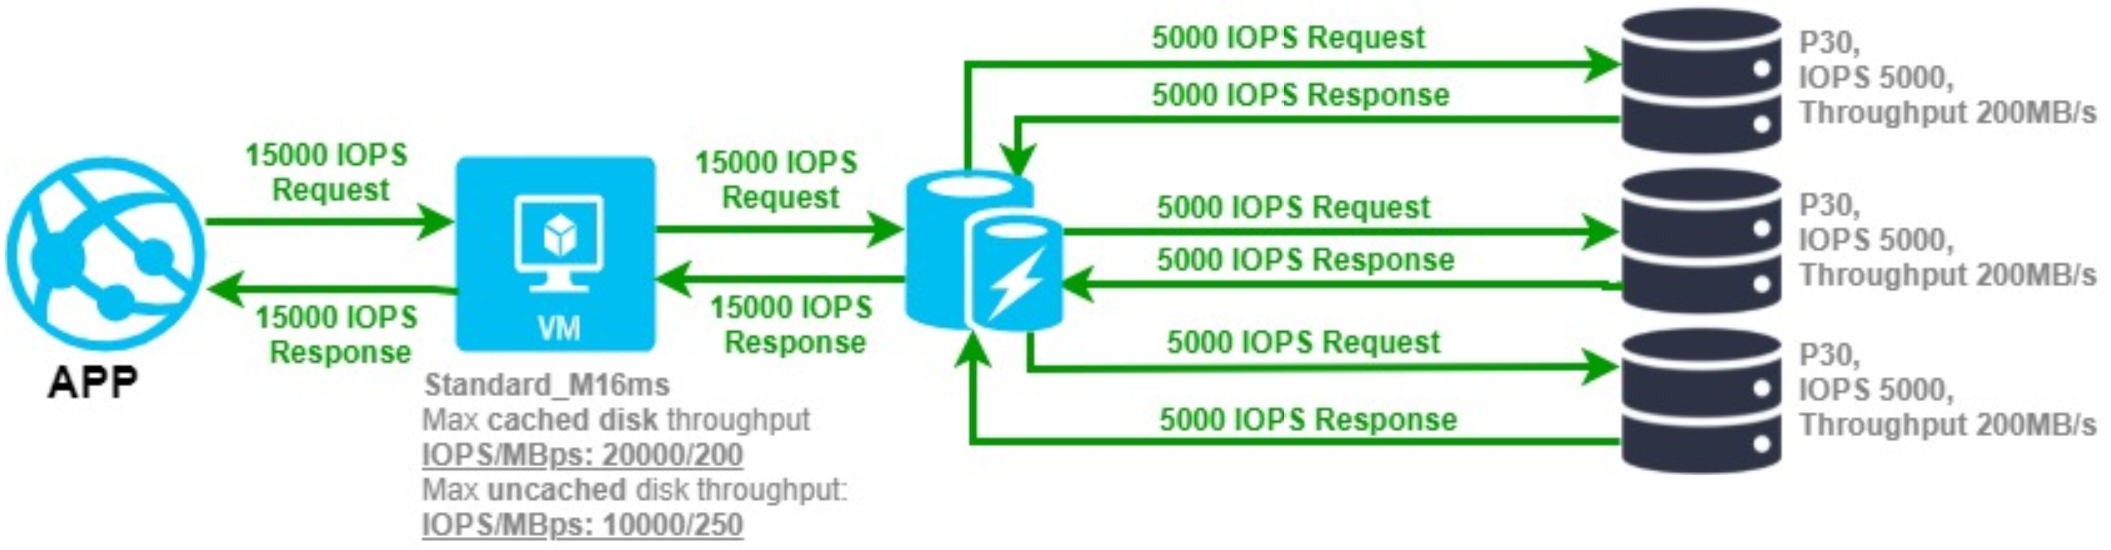 15000 IOPS
Request
15000 IOPS
Response
APP
VM
Standard_M16ms
Max cached disk throughput
IOPS/MBps: 20000/200
Max uncached disk throughput:
IOPS/MBps: 10000/250
15000 IOPS
Request
15000 IOPS
Response
5000 IOPS Request
5000 IOPS Response
P30,
IOPS 5000,
Throughput 200MB/s
5000 IOPS Request
5000 IOPS Response
P30,
IOPS 5000,
Throughput 200MB/s
5000 IOPS Request
5000 IOPS Response
P30,
IOPS 5000,
Throughput 200MB/s